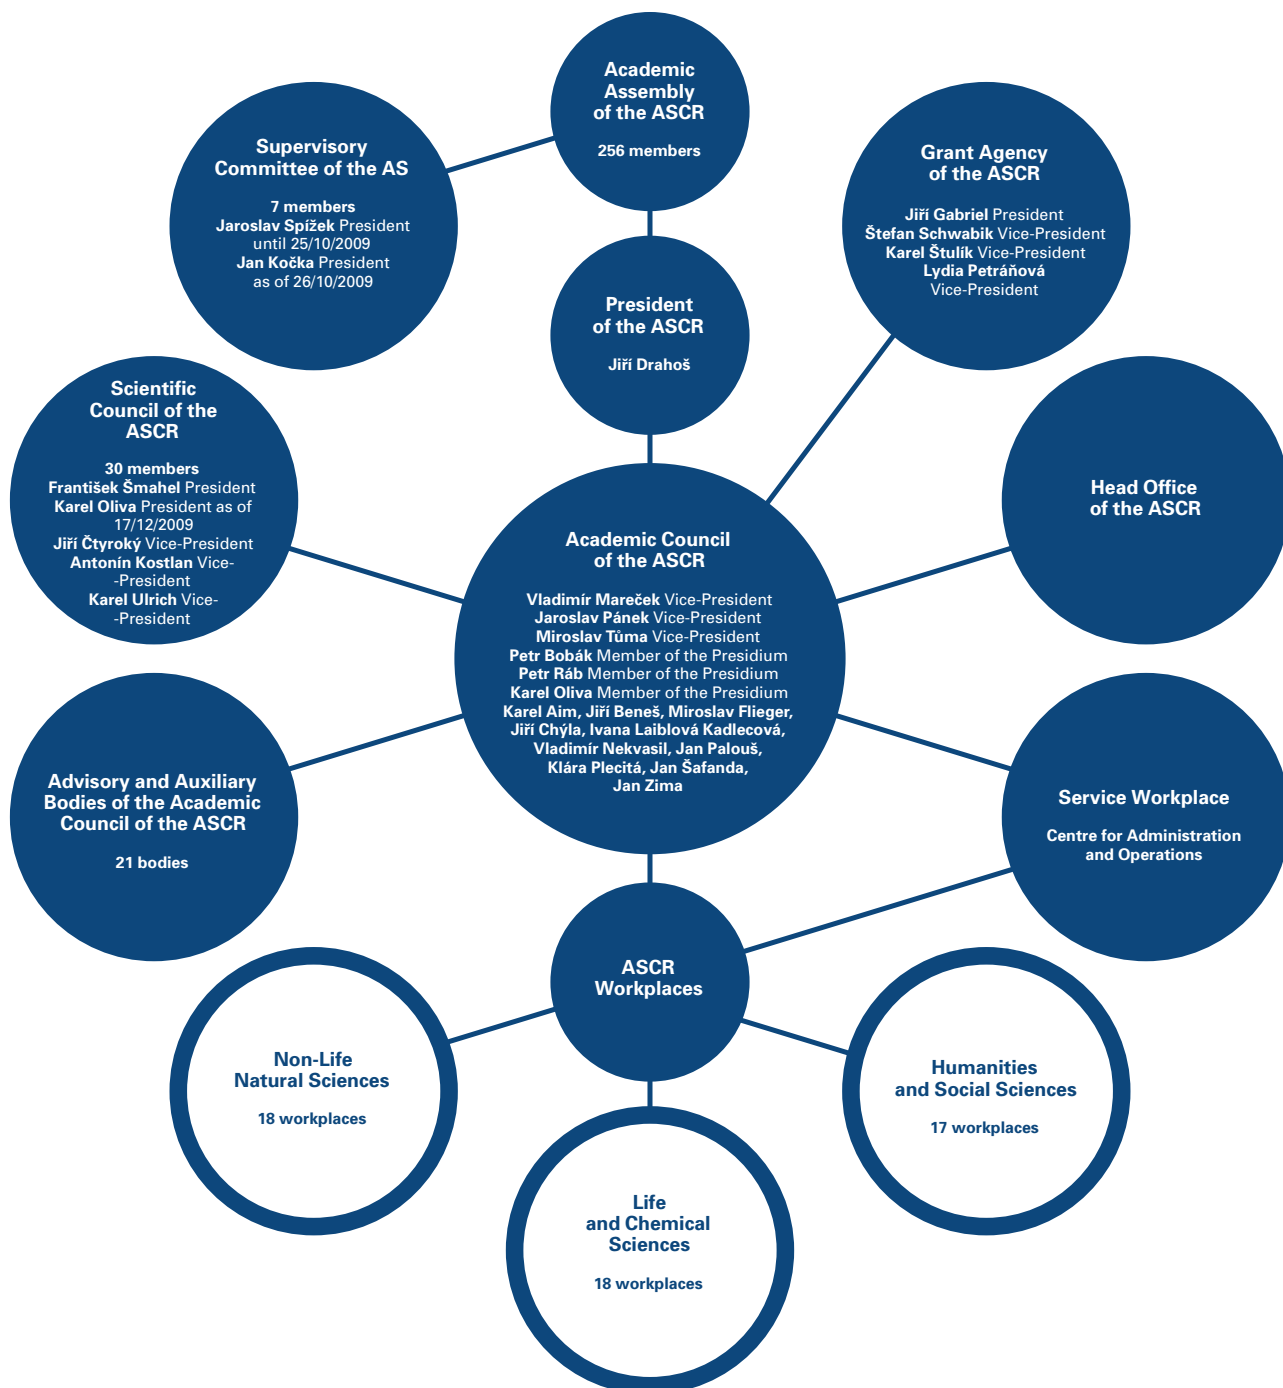 Academic
Assembly
of the ASCR
256 members
Supervisory
Committee of the AS
7 members
Jaroslav Spížek President
until 25/10/2009
Jan Kočka President
as of 26/10/2009
Grant Agency
of the ASCR
Jiří Gabriel President
Štefan Schwabik Vice-President
Karel Štulík Vice-President
Lydia Petráňová
Vice-President
President
of the ASCR
Jiří Drahoš
Scientific
Council of the
ASCR
30 members
František Šmahel President
Karel Oliva President as of
17/12/2009
Jiří Čtyroký Vice-President
Antonín Kostlan Vice-
-President
Karel Ulrich Vice-
-President
Head Office
of the ASCR
Academic Council
of the ASCR
Vladimír Mareček Vice-President
Jaroslav Pánek Vice-President
Miroslav Tůma Vice-President
Petr Bobák Member of the Presidium
Petr Ráb Member of the Presidium
Karel Oliva Member of the Presidium
Karel Aim, Jiří Beneš, Miroslav Flieger,
Jiří Chýla, Ivana Laiblová Kadlecová,
Vladimír Nekvasil, Jan Palouš,
Klára Plecitá, Jan Šafanda,
Jan Zima
Advisory and Auxiliary
Bodies of the Academic
Council of the ASCR
21 bodies
Service Workplace
Centre for Administration
and Operations
ASCR
Workplaces
Non-Life
Natural Sciences
18 workplaces
Humanities
and Social Sciences
17 workplaces
Life
and Chemical
Sciences
18 workplaces